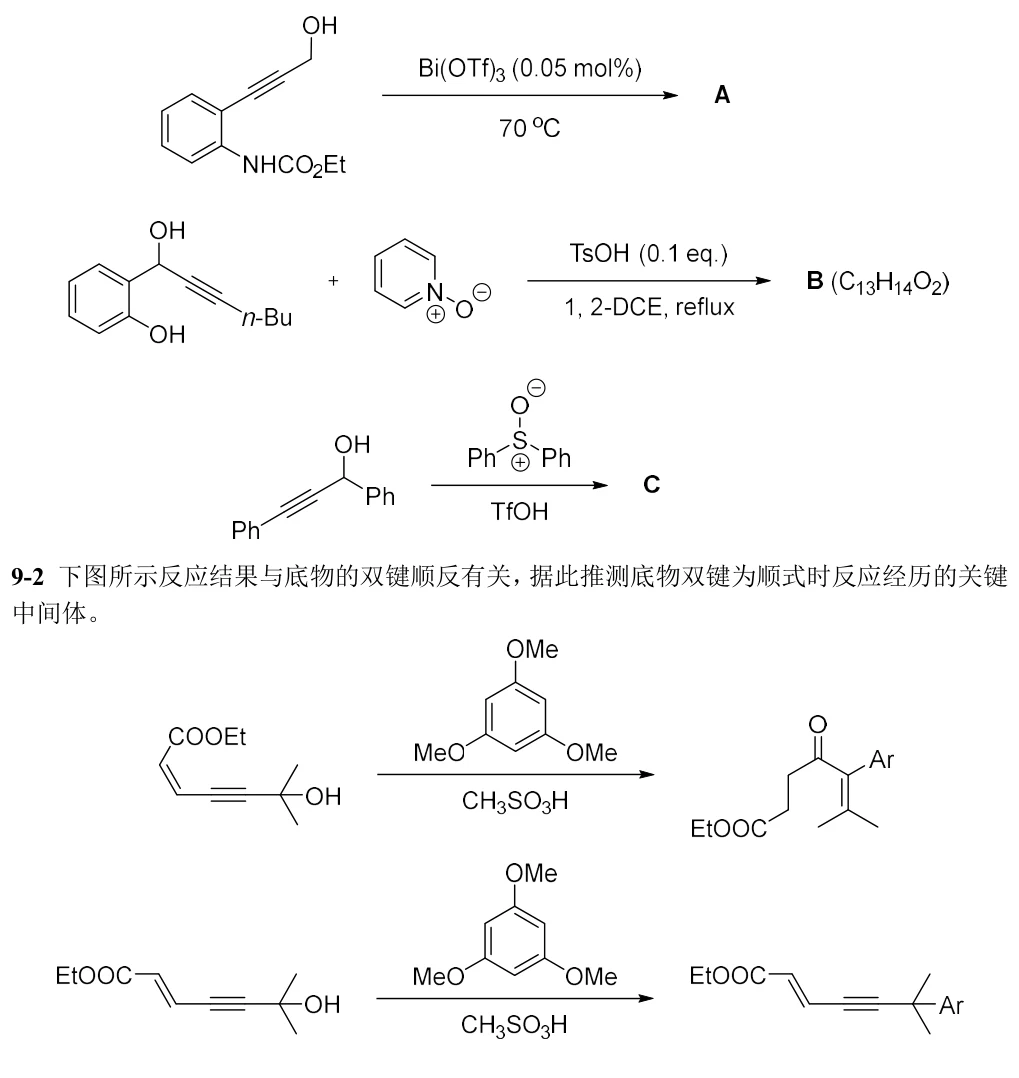 OH
Bi(OTf)₃ (0.05 mol%)
A
70 °C
NHCO₂Et
OH
TsOH (0.1 eq.)
+
N
⊕
O
⊖
B (C₁₃H₁₄O₂)
n-Bu
1, 2-DCE, reflux
OH
⊖
O
OH
Ph
S
Ph
⊕
C
Ph
TfOH
Ph
9-2 下图所示反应结果与底物的双键顺反有关，据此推测底物双键为顺式时反应经历的关键
中间体。
OMe
COOEt
MeO
OMe
O
Ar
OH
CH₃SO₃H
EtOOC
OMe
EtOOC
MeO
OMe
EtOOC
OH
CH₃SO₃H
Ar